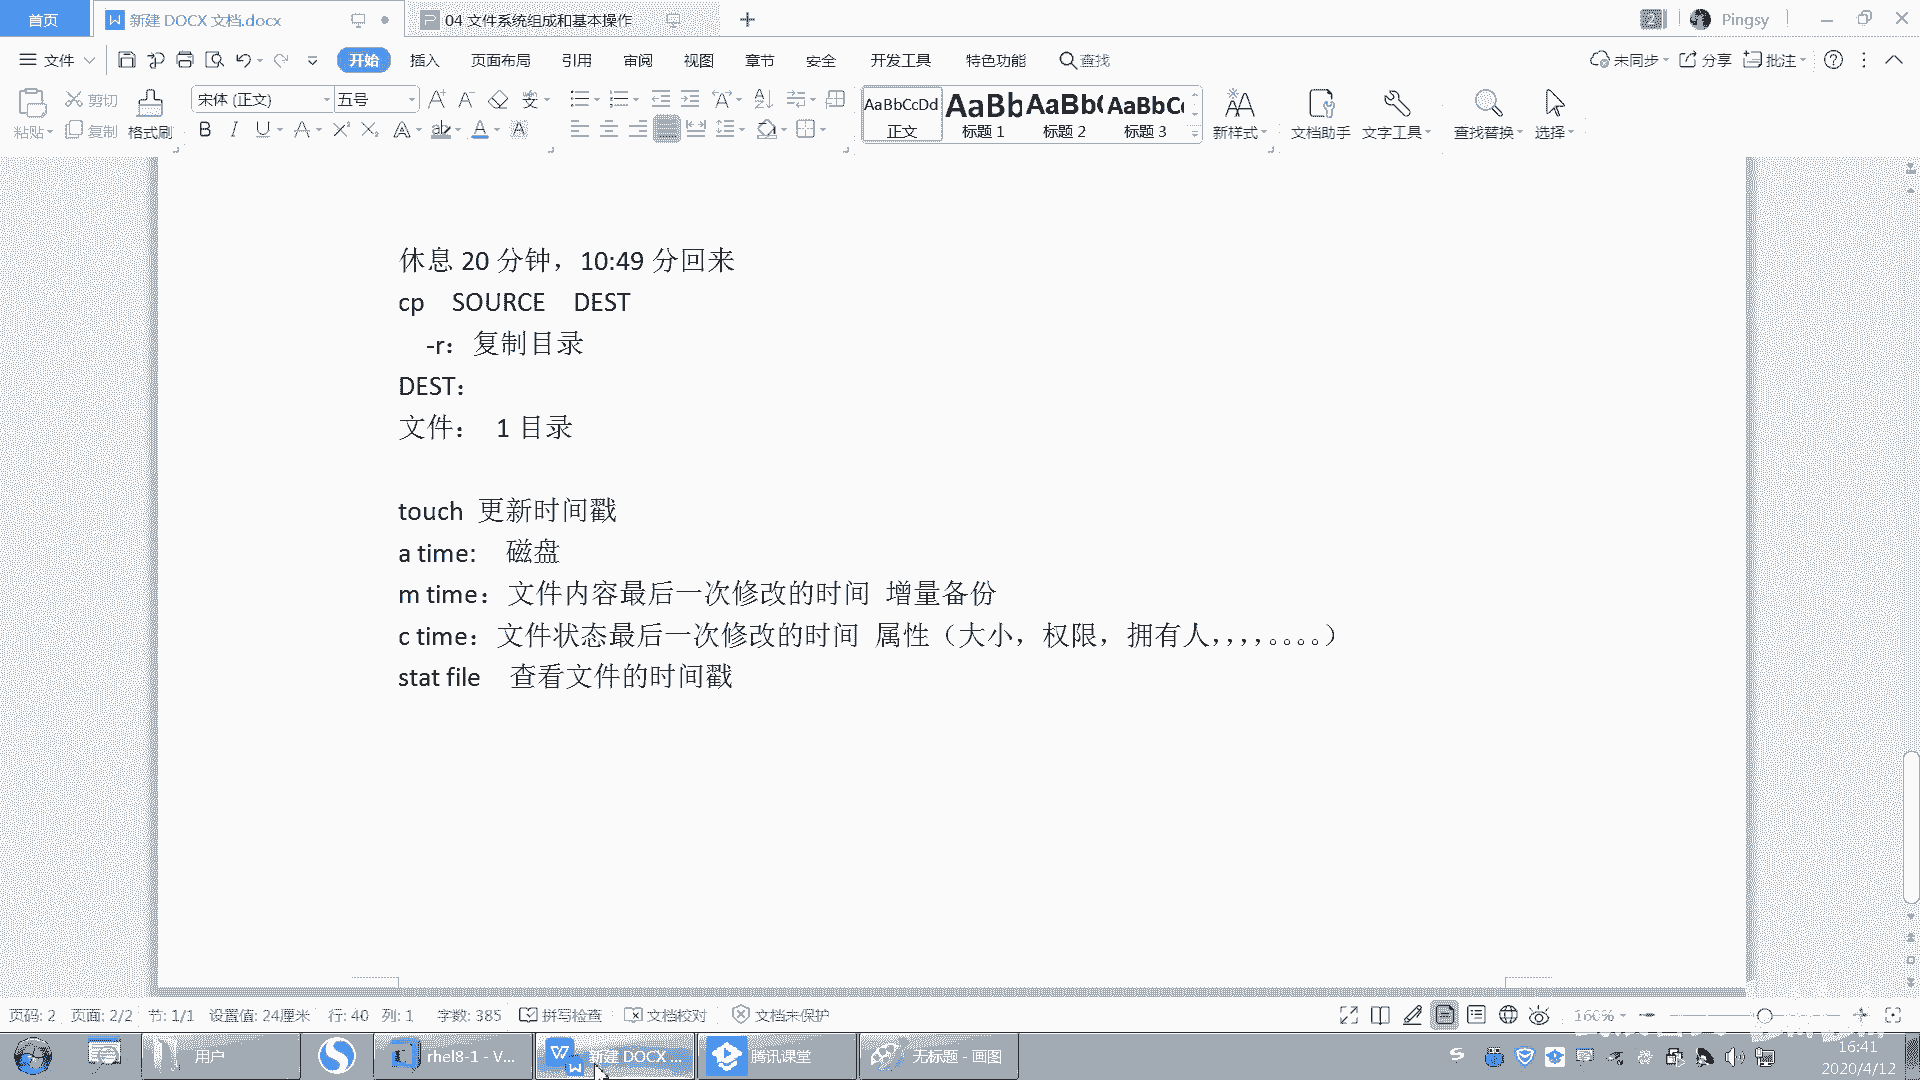 首页 新建 DOCX 文档.docx 04 文件系统组成和基本操作 Pingsy
文件 开始 插入 页面布局 引用 审阅 视图 章节 安全 开发工具 特色功能 查找 未同步 分享 批注
粘贴 剪切 复制 格式刷 宋体 (正文) 五号
AaBbCcDd AaBb AaBb( AaBbC
正文 标题 1 标题 2 标题 3 新样式 文档助手 文字工具 查找替换 选择
休息 20 分钟，10:49 分回来
cp SOURCE DEST
-r：复制目录
DEST：
文件： 1 目录
touch 更新时间戳
a time: 磁盘
m time：文件内容最后一次修改的时间 增量备份
c time：文件状态最后一次修改的时间 属性（大小，权限，拥有人，，，，。。。。）
stat file 查看文件的时间戳
页码: 2 页面: 2/2 节: 1/1 设置值: 24厘米 行: 40 列: 1 字数: 385 拼写检查 文档校对 文档未保护 160%
用户 rhel8-1 - V... 新建 DOCX ... 腾讯课堂 无标题 - 画图
16:41
2020/4/12